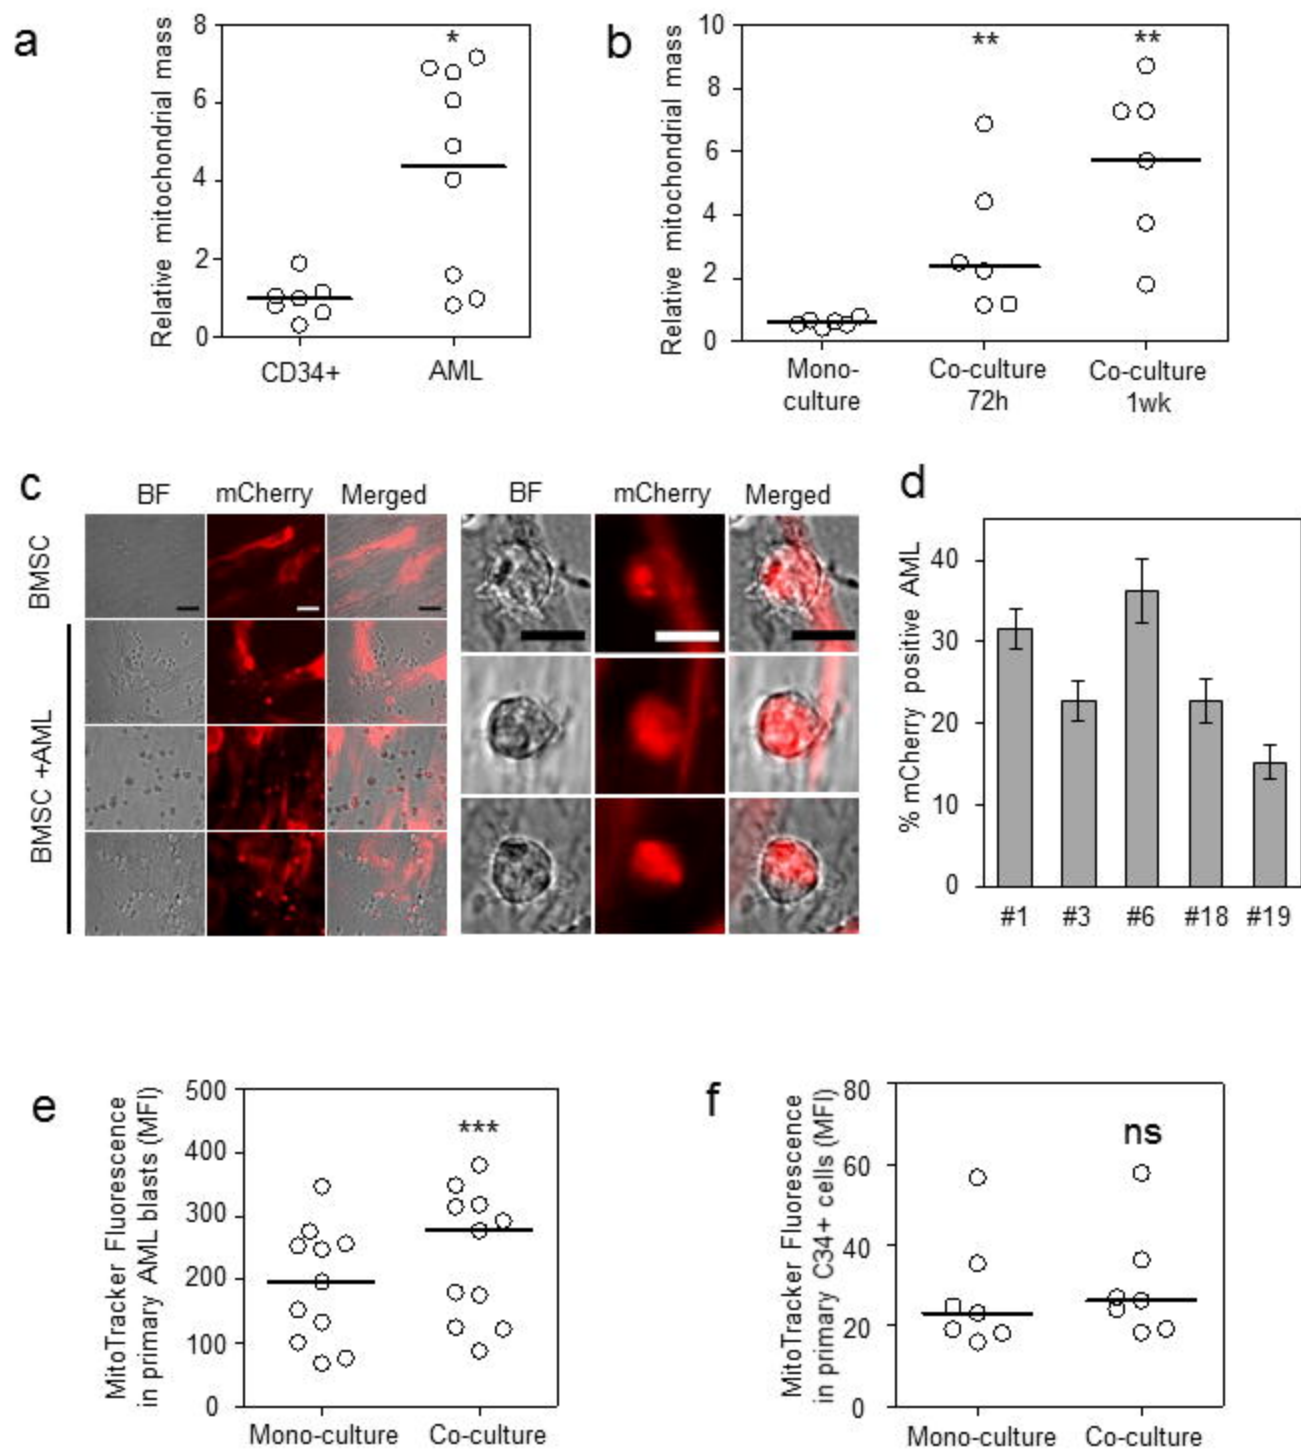 a
Relative mitochondrial mass
8
6
4
2
0
*
CD34+
AML
b
Relative mitochondrial mass
10
8
6
4
2
0
**
**
Mono-
culture
Co-culture
72h
Co-culture
1wk
c
BF
mCherry
Merged
BF
mCherry
Merged
BMSC
BMSC +AML
d
% mCherry positive AML
40
30
20
10
0
#1
#3
#6
#18
#19
e
MitoTracker Fluorescence
in primary AML blasts (MFI)
500
400
300
200
100
0
***
Mono-culture
Co-culture
f
MitoTracker Fluorescence
in primary C34+ cells (MFI)
80
60
40
20
0
ns
Mono-culture
Co-culture